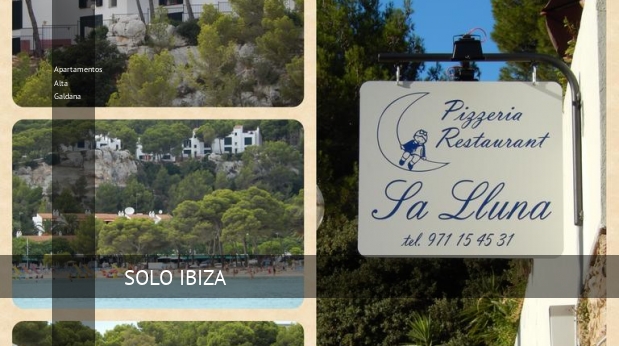 Apartamentos
Alta
Galdana
SOLO IBIZA
Pizzeria
Restaurant
Sa Lluna
tel. 971 15 45 31